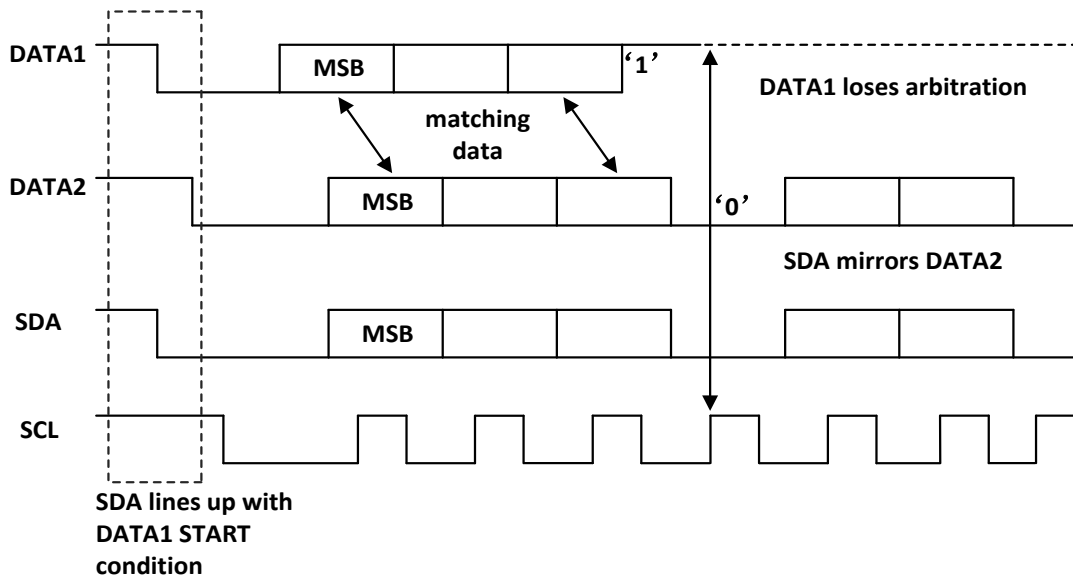 DATA1
MSB
‘1’
DATA1 loses arbitration
matching
data
DATA2
MSB
‘0’
SDA mirrors DATA2
SDA
MSB
SCL
SDA lines up with
DATA1 START
condition